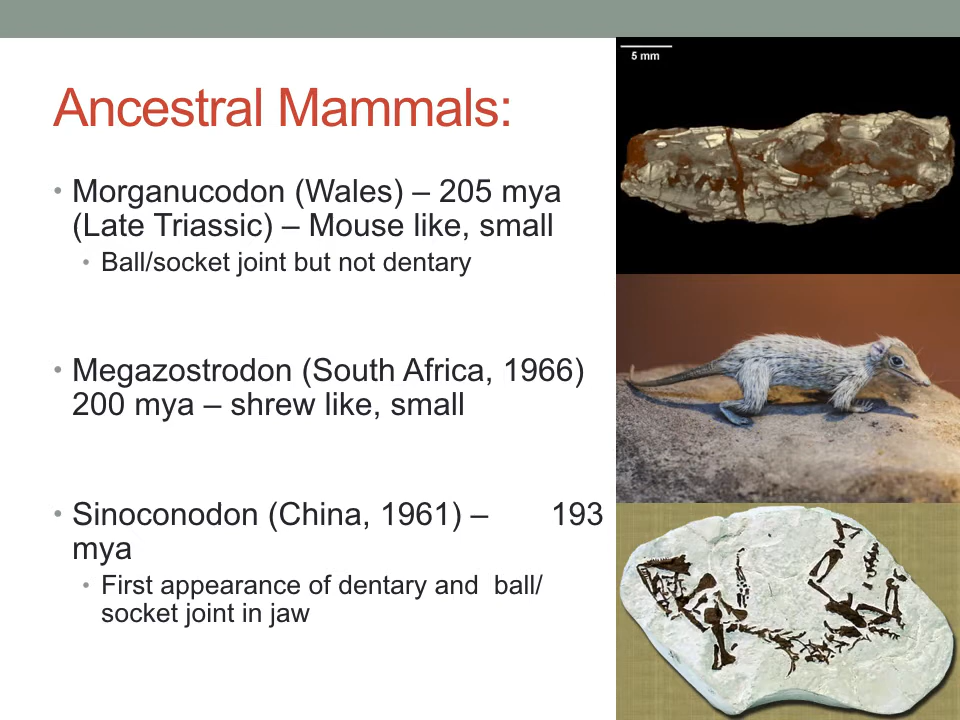 5 mm
Ancestral Mammals:
• Morganucodon (Wales) – 205 mya
(Late Triassic) – Mouse like, small
• Ball/socket joint but not dentary
• Megazostrodon (South Africa, 1966)
200 mya – shrew like, small
• Sinoconodon (China, 1961) – 193
mya
• First appearance of dentary and ball/
socket joint in jaw